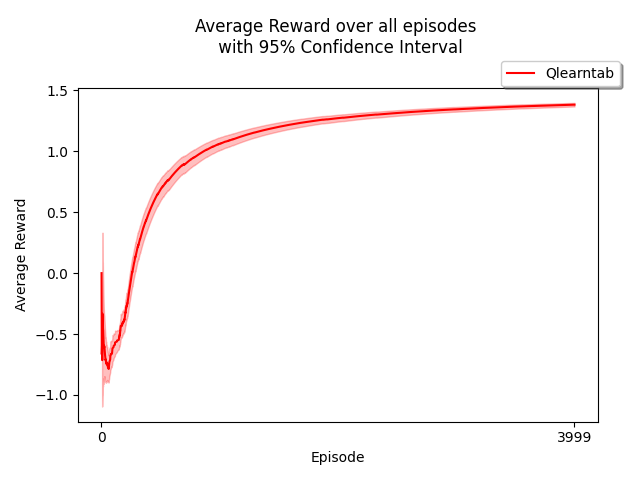 Average Reward over all episodes
with 95% Confidence Interval
Qlearntab
1.5
1.0
0.5
0.0
−0.5
−1.0
Average Reward
0
3999
Episode